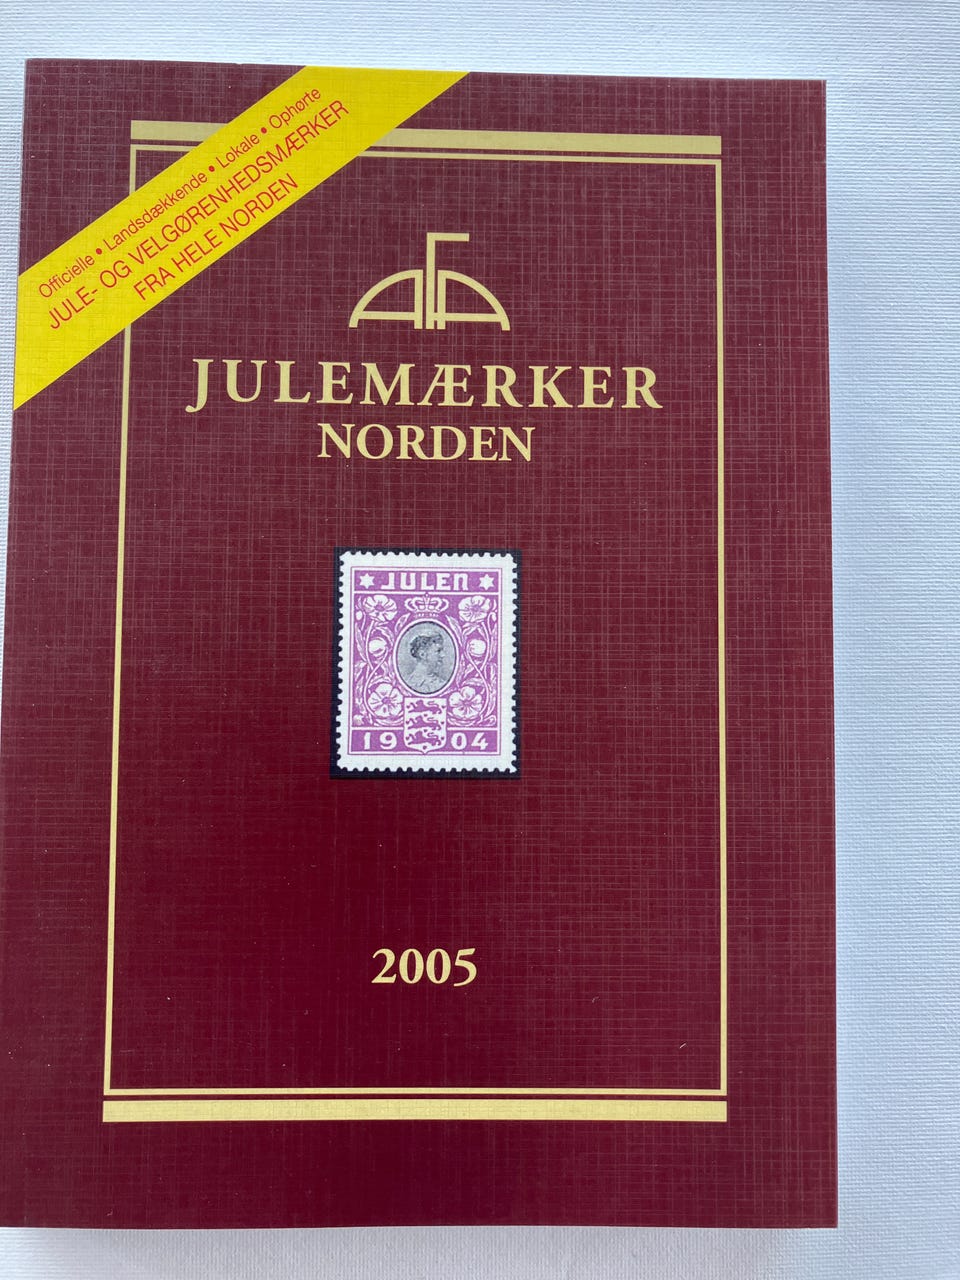 Officielle • Landsdækkende • Lokale • Ophørte
JULE- OG VELGØRENHEDSMÆRKER
FRA HELE NORDEN
AFA
JULEMÆRKER
NORDEN
JULEN
1904
2005